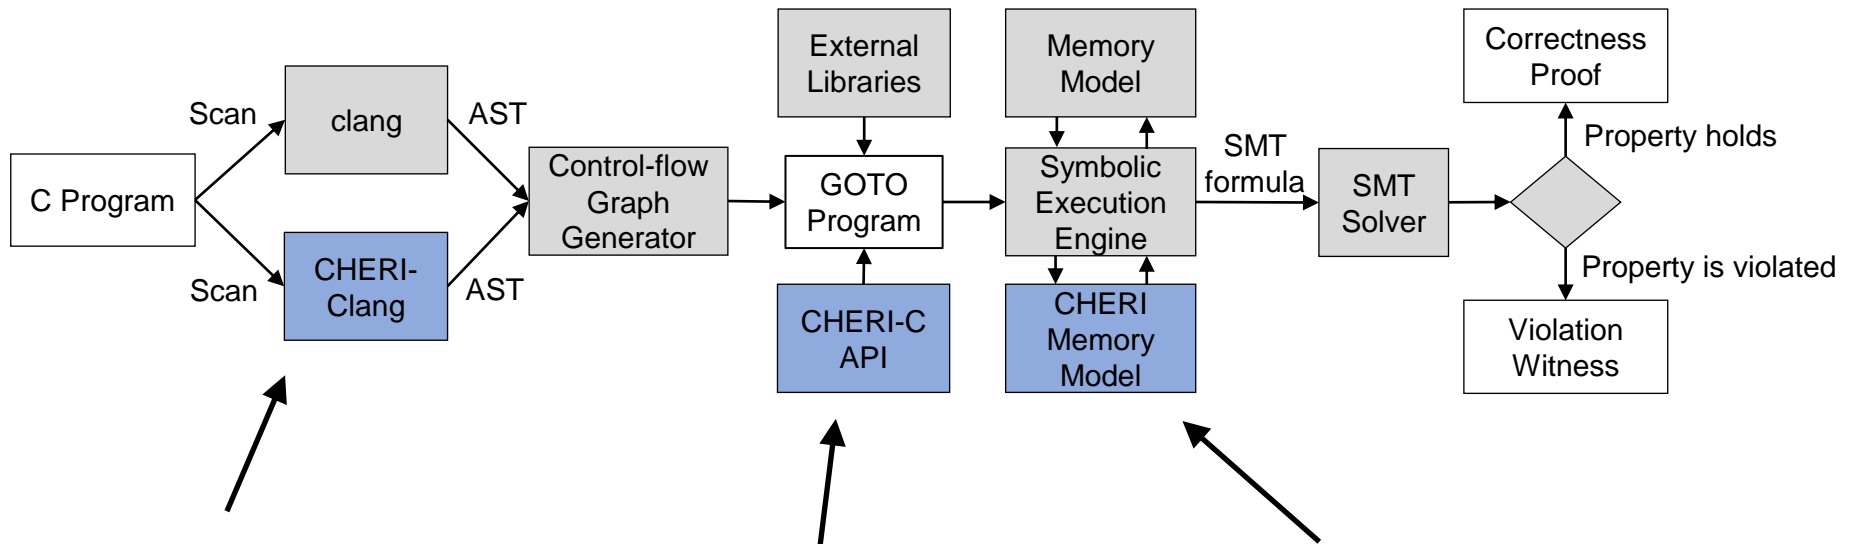 C Program
Scan
Scan
clang
CHERI-
Clang
AST
AST
Control-flow
Graph
Generator
External
Libraries
GOTO
Program
CHERI-C
API
Memory
Model
Symbolic
Execution
Engine
CHERI
Memory
Model
SMT
formula
SMT
Solver
Correctness
Proof
Property holds
Property is violated
Violation
Witness